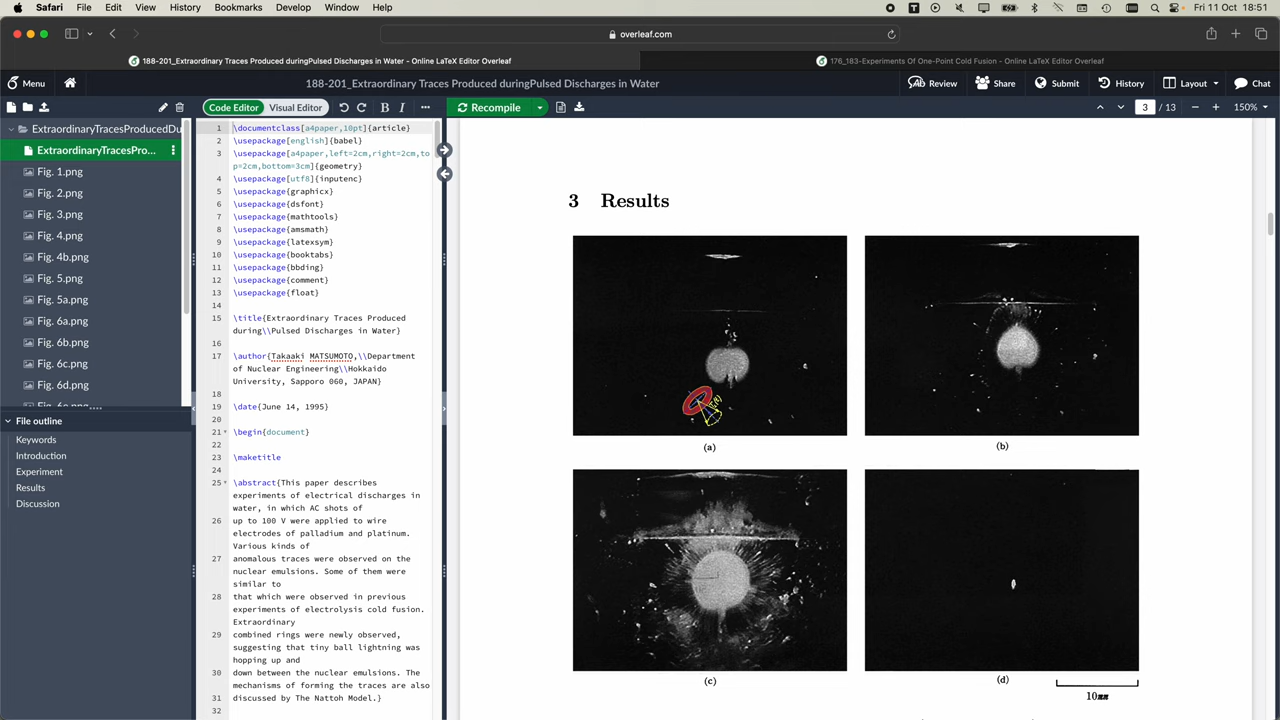 Safari File Edit View History Bookmarks Develop Window Help Fri 11 Oct 18:51
overleaf.com
188-201_Extraordinary Traces Produced duringPulsed Discharges in Water - Online LaTeX Editor Overleaf
176_183-Experiments Of One-Point Cold Fusion - Online LaTeX Editor Overleaf
Menu
188-201_Extraordinary Traces Produced duringPulsed Discharges in Water
Review Share Submit History Layout Chat
Code Editor Visual Editor B I
Recompile
3 / 13
150%
ExtraordinaryTracesProducedDu
ExtraordinaryTracesPro...
Fig. 1.png
Fig. 2.png
Fig. 3.png
Fig. 4.png
Fig. 4b.png
Fig. 5.png
Fig. 5a.png
Fig. 6a.png
Fig. 6b.png
Fig. 6c.png
Fig. 6d.png
File outline
Keywords
Introduction
Experiment
Results
Discussion
1 \documentclass[a4paper,10pt]{article}
2 \usepackage[english]{babel}
3 \usepackage[a4paper,left=2cm,right=2cm,to
p=2cm,bottom=3cm]{geometry}
4 \usepackage[utf8]{inputenc}
5 \usepackage{graphicx}
6 \usepackage{dsfont}
7 \usepackage{mathtools}
8 \usepackage{amsmath}
9 \usepackage{latexsym}
10 \usepackage{booktabs}
11 \usepackage{bbding}
12 \usepackage{comment}
13 \usepackage{float}
14
15 \title{Extraordinary Traces Produced
during\\Pulsed Discharges in Water}
16
17 \author{Takaaki MATSUMOTO,\\Department
of Nuclear Engineering\\Hokkaido
University, Sapporo 060, JAPAN}
18
19 \date{June 14, 1995}
20
21 \begin{document}
22
23 \maketitle
24
25 \abstract{This paper describes
experiments of electrical discharges in
water, in which AC shots of
26 up to 100 V were applied to wire
electrodes of palladium and platinum.
Various kinds of
27 anomalous traces were observed on the
nuclear emulsions. Some of them were
similar to
28 that which were observed in previous
experiments of electrolysis cold fusion.
Extraordinary
29 combined rings were newly observed,
suggesting that tiny ball lightning was
hopping up and
30 down between the nuclear emulsions. The
mechanisms of forming the traces are also
31 discussed by The Nattoh Model.}
32
3 Results
(a)
(b)
(c)
(d)
10mm